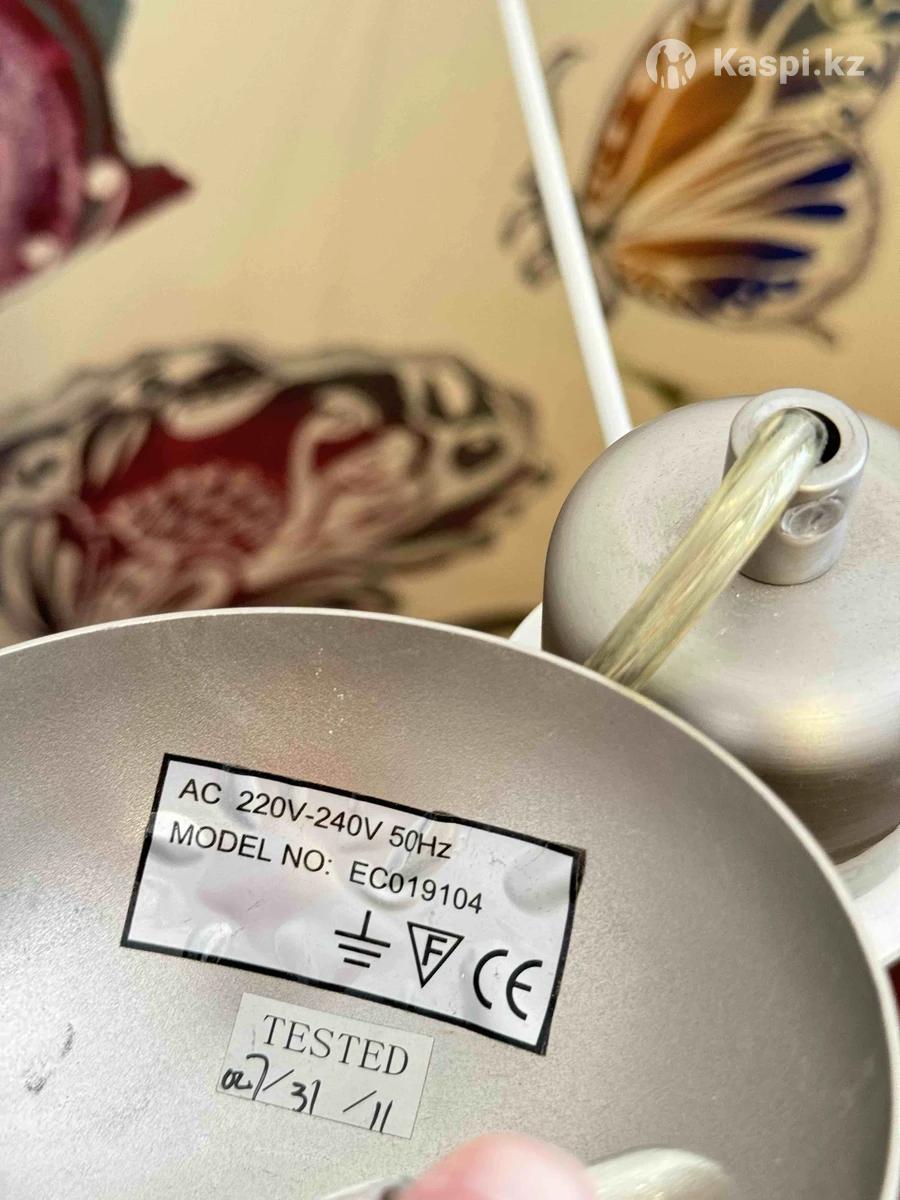 Kaspi.kz
AC 220V-240V 50Hz
MODEL NO: EC019104
F CE
TESTED
07/31/11